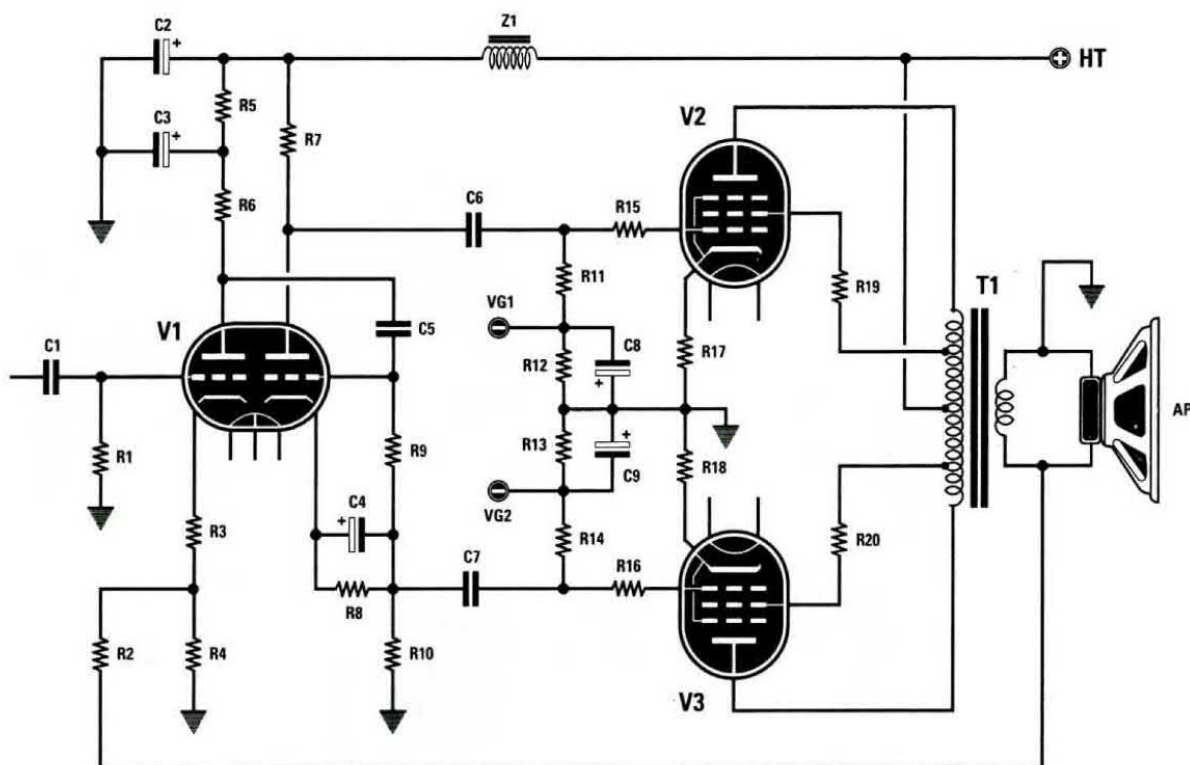 C2
+
Z1
HT
R5
C3
+
R7
V2
R6
C6
R15
R11
R19
T1
V1
C5
VG1
C1
R12
C8
+
R17
AP
R1
R9
R13
+
C9
R18
VG2
C4
+
R3
R14
R20
C7
R16
R8
R2
R4
R10
V3